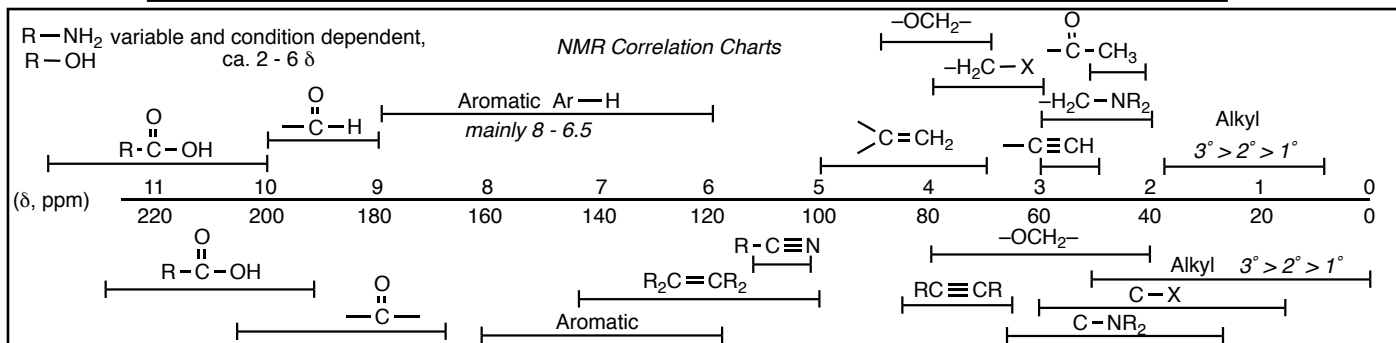 R—NH₂ variable and condition dependent,
R—OH ca. 2 - 6 δ
NMR Correlation Charts
–OCH₂–
O
–C–CH₃
–H₂C—X
–H₂C—NR₂
O
R-C—OH
O
—C—H
Aromatic Ar—H
mainly 8 - 6.5
C=CH₂
—C≡CH
Alkyl
3° > 2° > 1°
11 10 9 8 7 6 5 4 3 2 1 0
(δ, ppm)
220 200 180 160 140 120 100 80 60 40 20 0
O
R-C—OH
O
—C—
R-C≡N
R₂C=CR₂
Aromatic
–OCH₂–
RC≡CR
Alkyl 3° > 2° > 1°
C—X
C—NR₂